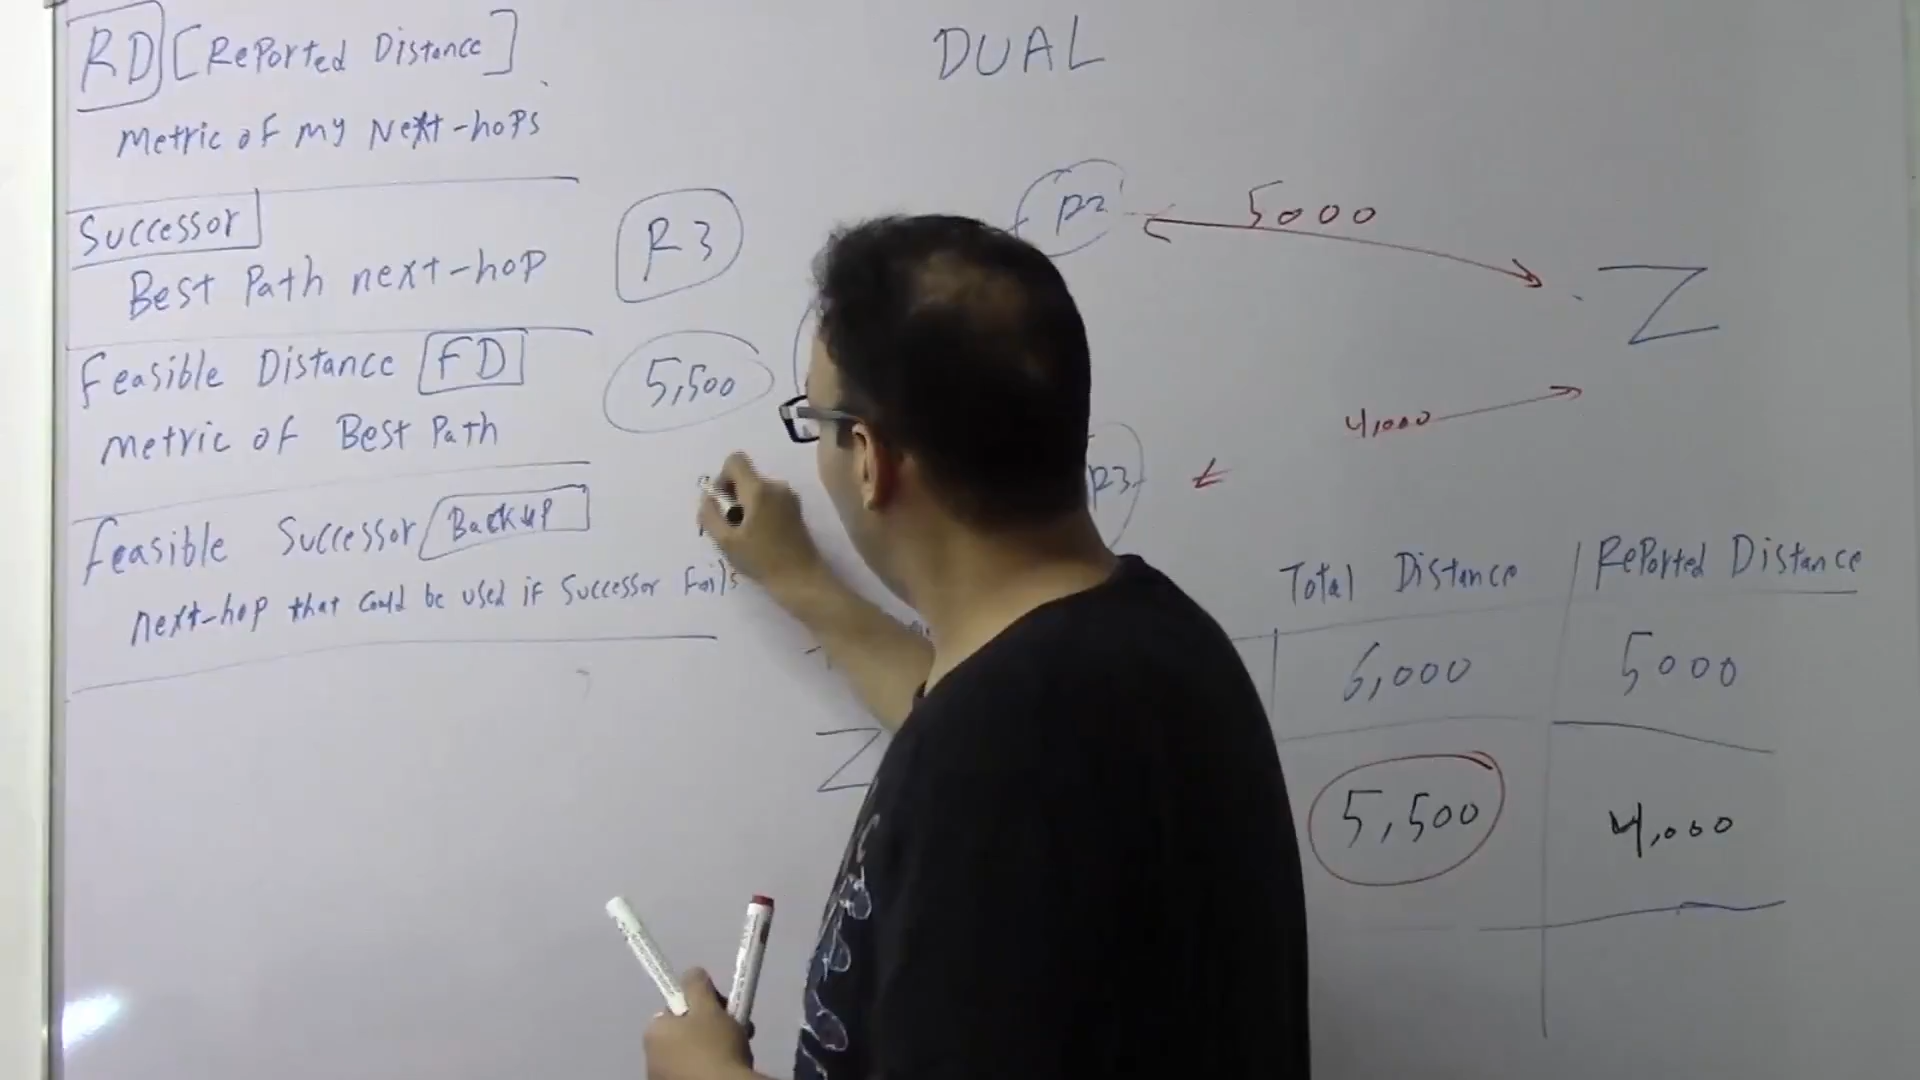 RD [Reported Distance]
Metric of my Next-hops
Successor
Best Path next-hop
R3
Feasible Distance FD
5,500
Metric of Best Path
Feasible Successor Backup
next-hop that could be used if Successor Fails
DUAL
R2
5000
Z
4,000
R3
Total Distance
Reported Distance
6,000
5000
Z
5,500
4,000